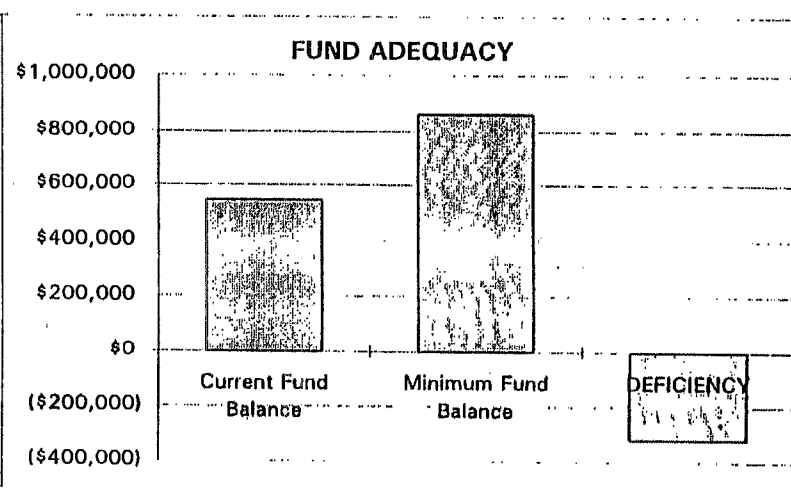 FUND ADEQUACY
$1,000,000
$800,000
$600,000
$400,000
$200,000
$0
($200,000)
($400,000)
Current Fund
Balance
Minimum Fund
Balance
DEFICIENCY